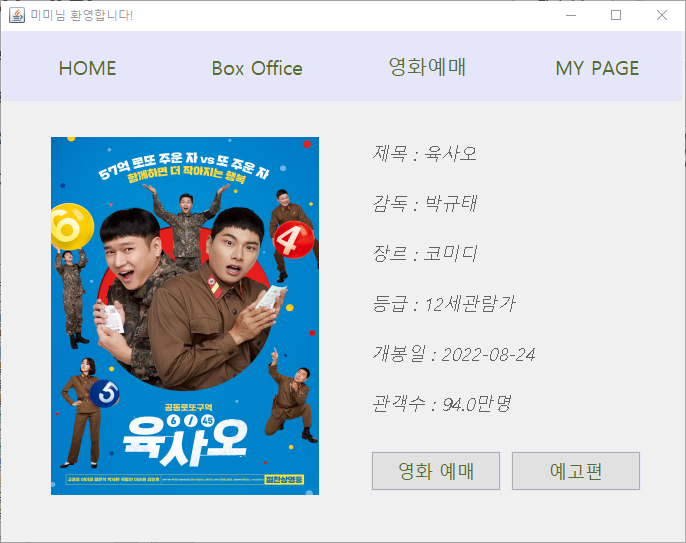 미미님 환영합니다!
HOME
Box Office
영화예매
MY PAGE
57억 로또 주운 자 vs 또 주운 자
함께하면 더 작아지는 행복
6
4
5
공동로또구역
6 / 45
육사오
절찬상영중
제목 : 육사오
감독 : 박규태
장르 : 코미디
등급 : 12세관람가
개봉일 : 2022-08-24
관객수 : 94.0만명
영화 예매
예고편